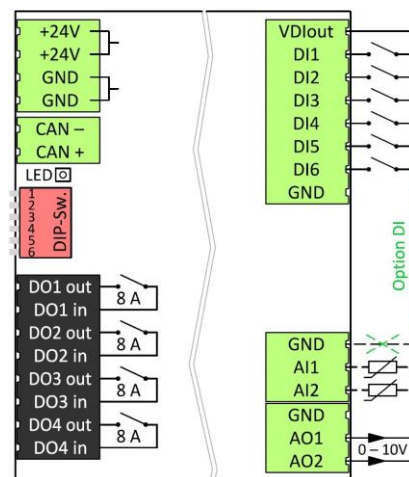 +24V
+24V
GND
GND
CAN –
CAN +
LED
1
2
3
4
5
6
DIP-Sw.
DO1 out
DO1 in
8 A
DO2 out
DO2 in
8 A
DO3 out
DO3 in
8 A
DO4 out
DO4 in
8 A
VDIout
DI1
DI2
DI3
DI4
DI5
DI6
GND
Option DI
GND
AI1
AI2
GND
AO1
AO2
0 – 10V